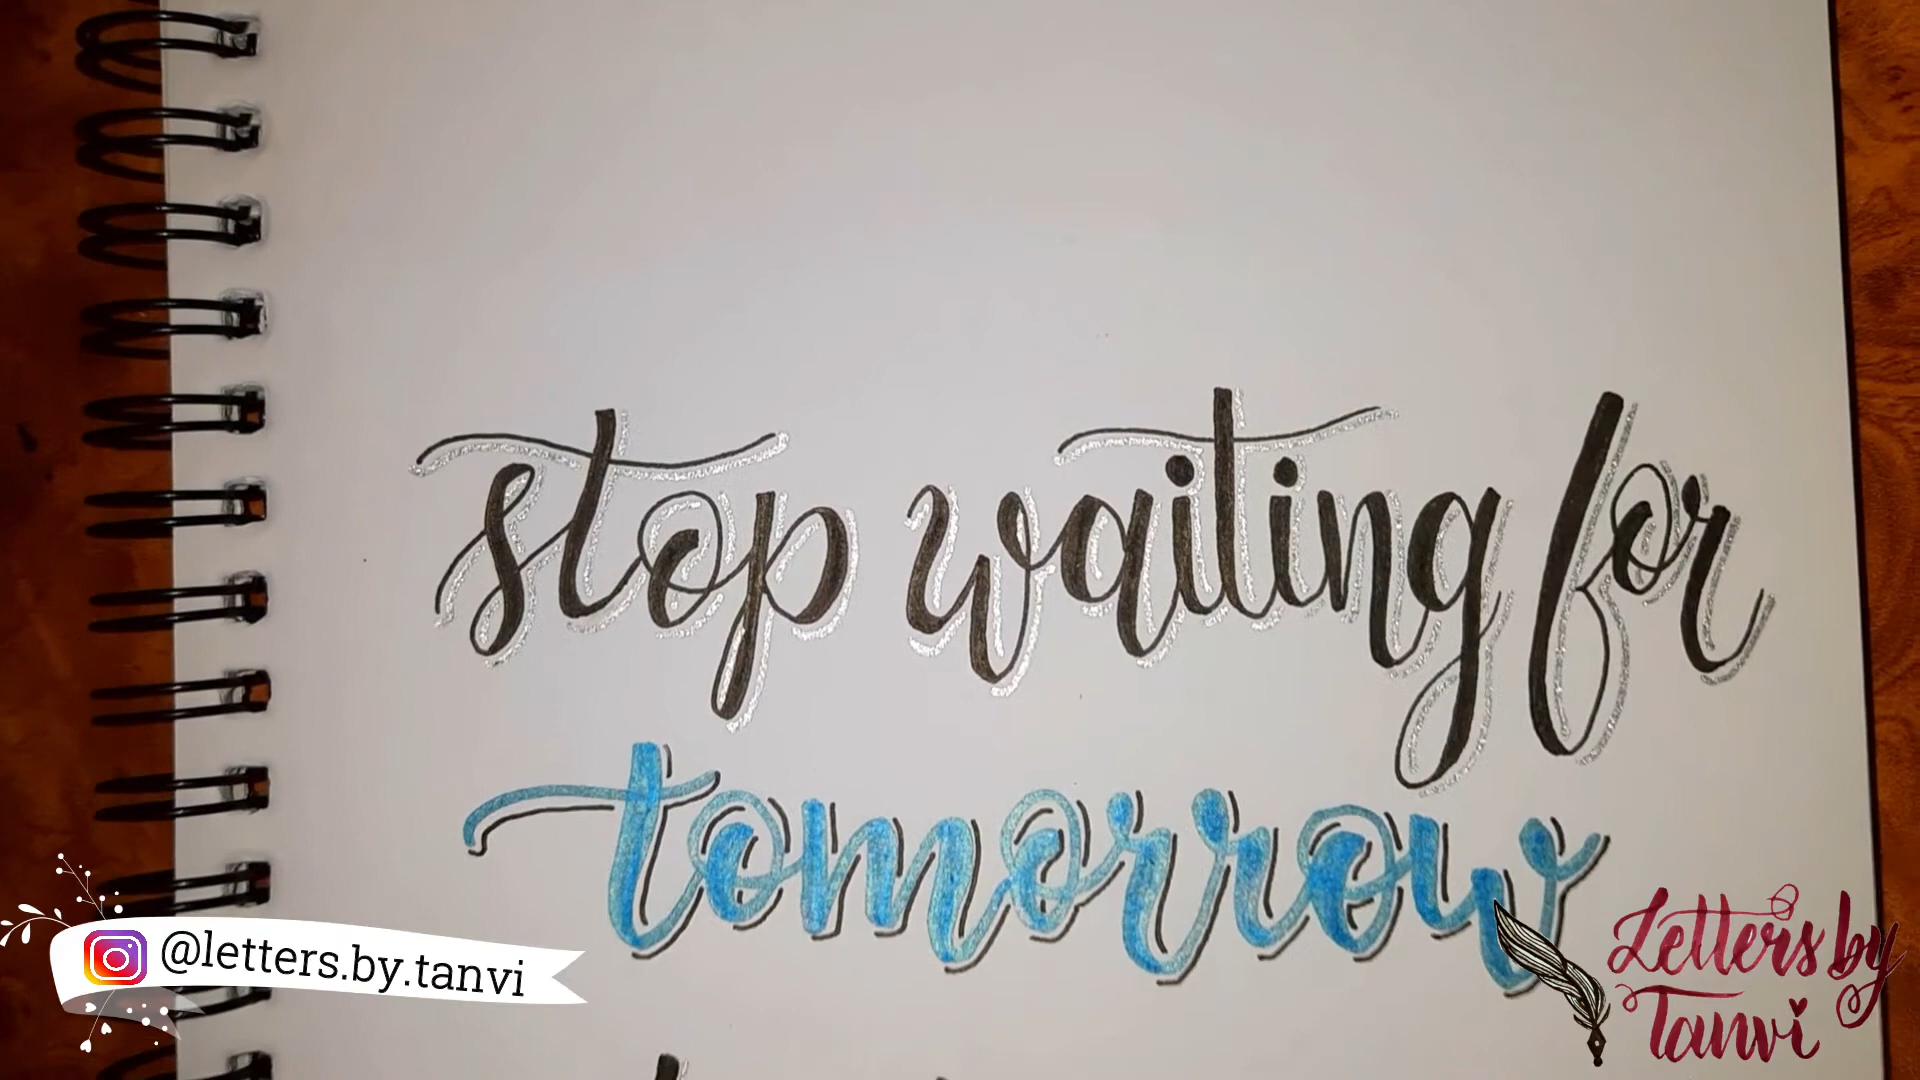 stop waiting for
tomorrow
@letters.by.tanvi
Letters by
Tanvi